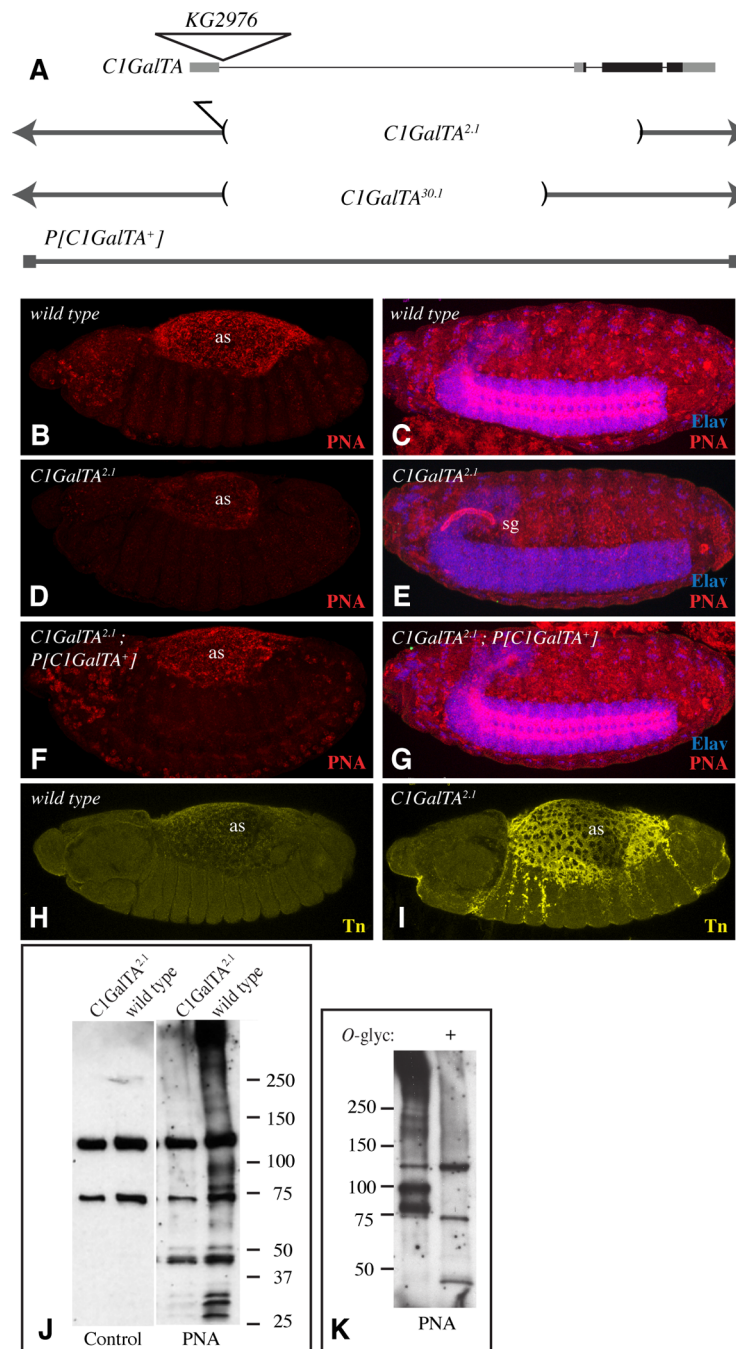 KG2976
A
C1GalTA
C1GalTA2.1
C1GalTA30.1
P[C1GalTA+]
wild type
as
B
PNA
wild type
C
Elav
PNA
C1GalTA2.1
as
D
PNA
C1GalTA2.1
sg
E
Elav
PNA
C1GalTA2.1 ;
P[C1GalTA+]
as
F
PNA
C1GalTA2.1 ; P[C1GalTA+]
G
Elav
PNA
wild type
as
H
Tn
C1GalTA2.1
as
I
Tn
C1GalTA2.1
wild type
C1GalTA2.1
wild type
250
150
100
75
50
37
25
J
Control
PNA
O-glyc: +
250
150
100
75
50
K
PNA